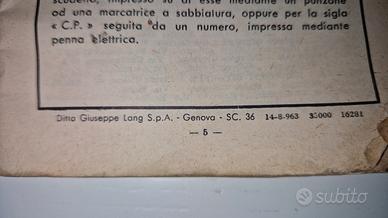 scudetto, impresso su di esse mediante un punzone
od una marcatrice a sabbiatura, oppure per la sigla
« C.P. » seguita da un numero, impressa mediante
penna elettrica.
Ditta Giuseppe Lang S.p.A. - Genova - SC. 36 14-8-963 35000 16281
— 5 —
subito